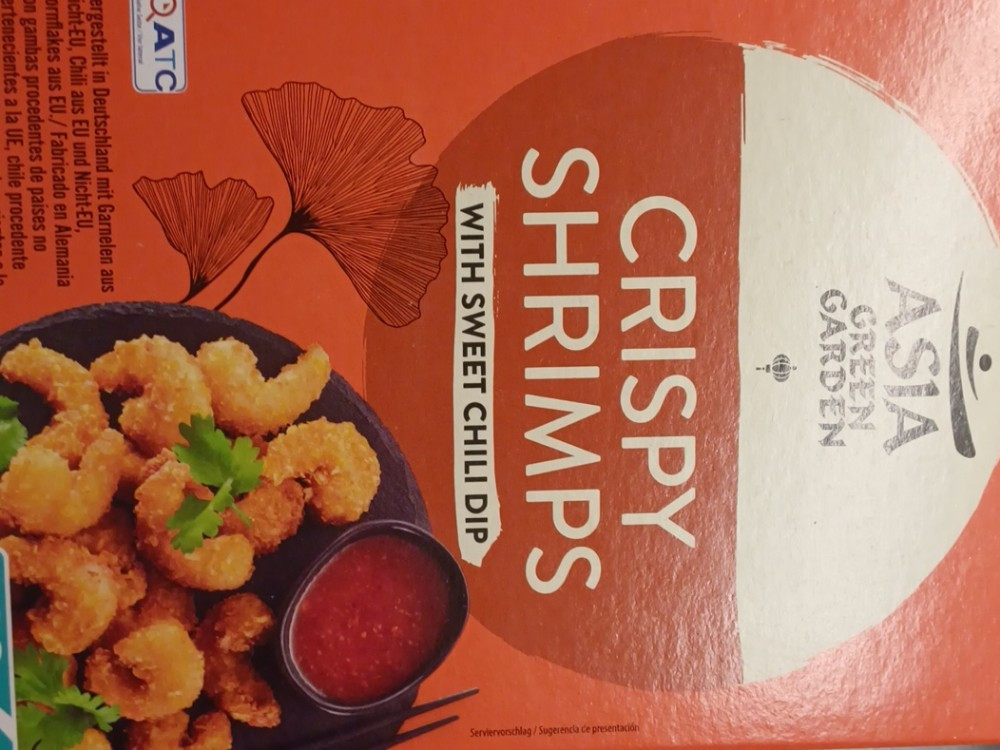 ASIA
GREEN
GARDEN
CRISPY
SHRIMPS
WITH SWEET CHILI DIP
ATC
ergestellt in Deutschland mit Garnelen aus
icht-EU, Chili aus EU und Nicht-EU,
ornflakes aus EU./ Fabricado en Alemania
on gambas procedentes de países no
ertenecientes a la UE, chile procedente
Serviervorschlag / Sugerencia de presentación